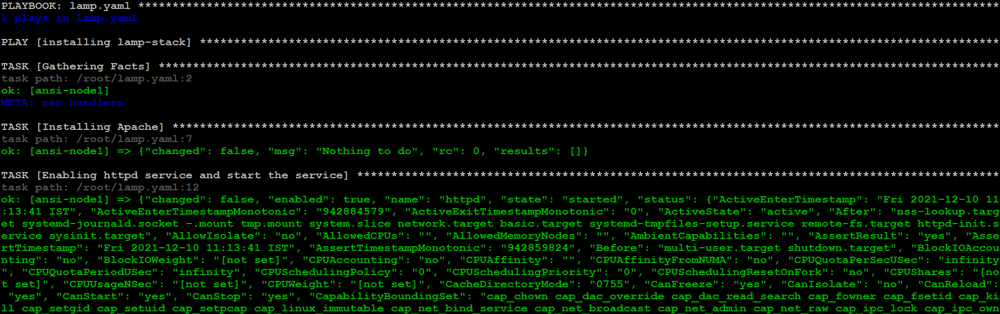 PLAYBOOK: lamp.yaml ******************************************************************************************************************************
1 plays in lamp.yaml
PLAY [installing lamp-stack] *********************************************************************************************************************
TASK [Gathering Facts] ***************************************************************************************************************************
task path: /root/lamp.yaml:2
ok: [ansi-node1]
META: ran handlers
TASK [Installing Apache] *************************************************************************************************************************
task path: /root/lamp.yaml:7
ok: [ansi-node1] => {"changed": false, "msg": "Nothing to do", "rc": 0, "results": []}
TASK [Enabling httpd service and start the service] **********************************************************************************************
task path: /root/lamp.yaml:12
ok: [ansi-node1] => {"changed": false, "enabled": true, "name": "httpd", "state": "started", "status": {"ActiveEnterTimestamp": "Fri 2021-12-10 11
:13:41 IST", "ActiveEnterTimestampMonotonic": "942884579", "ActiveExitTimestampMonotonic": "0", "ActiveState": "active", "After": "nss-lookup.targ
et systemd-journald.socket -.mount tmp.mount system.slice network.target basic.target systemd-tmpfiles-setup.service remote-fs.target httpd-init.s
ervice sysinit.target", "AllowIsolate": "no", "AllowedCPUs": "", "AllowedMemoryNodes": "", "AmbientCapabilities": "", "AssertResult": "yes", "Asse
rtTimestamp": "Fri 2021-12-10 11:13:41 IST", "AssertTimestampMonotonic": "942859824", "Before": "multi-user.target shutdown.target", "BlockIOAccou
nting": "no", "BlockIOWeight": "[not set]", "CPUAccounting": "no", "CPUAffinity": "", "CPUAffinityFromNUMA": "no", "CPUQuotaPerSecUSec": "infinity
", "CPUQuotaPeriodUSec": "infinity", "CPUSchedulingPolicy": "0", "CPUSchedulingPriority": "0", "CPUSchedulingResetOnFork": "no", "CPUShares": "[no
t set]", "CPUUsageNSec": "[not set]", "CPUWeight": "[not set]", "CacheDirectoryMode": "0755", "CanFreeze": "yes", "CanIsolate": "no", "CanReload":
"yes", "CanStart": "yes", "CanStop": "yes", "CapabilityBoundingSet": "cap_chown cap_dac_override cap_dac_read_search cap_fowner cap_fsetid cap_ki
ll cap_setgid cap_setuid cap_setpcap cap_linux_immutable cap_net_bind_service cap_net_broadcast cap_net_admin cap_net_raw cap_ipc_lock cap_ipc_own